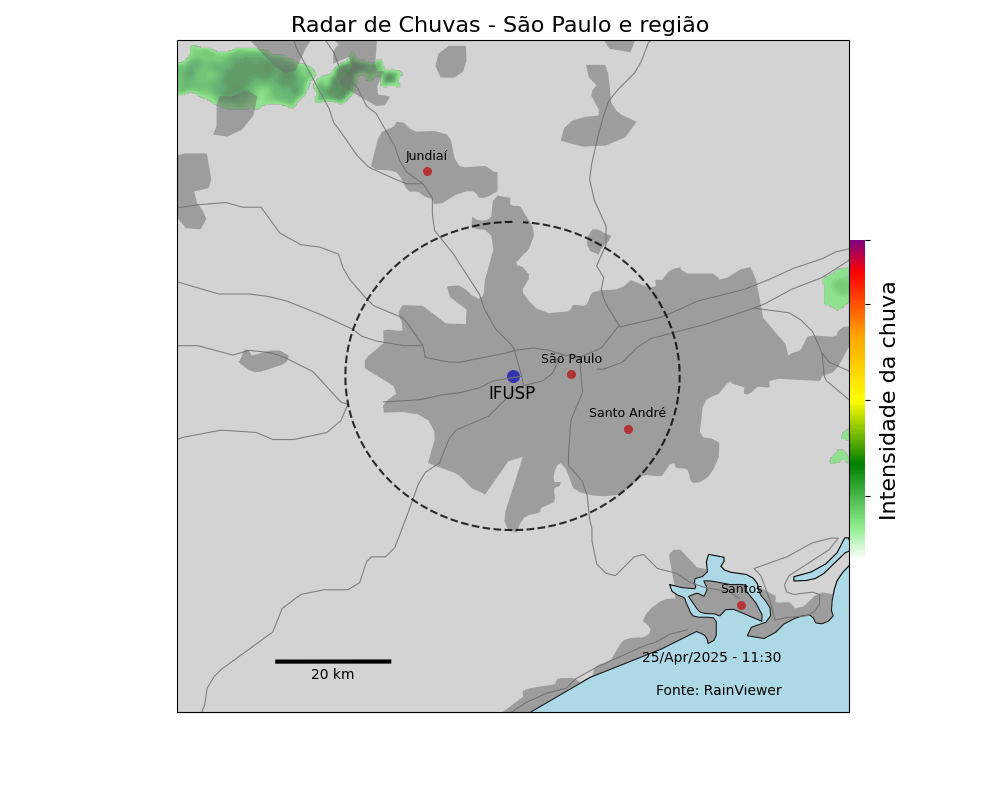 Radar de Chuvas - São Paulo e região
Jundiaí
São Paulo
IFUSP
Santo André
Intensidade da chuva
Santos
25/Apr/2025 - 11:30
20 km
Fonte: RainViewer